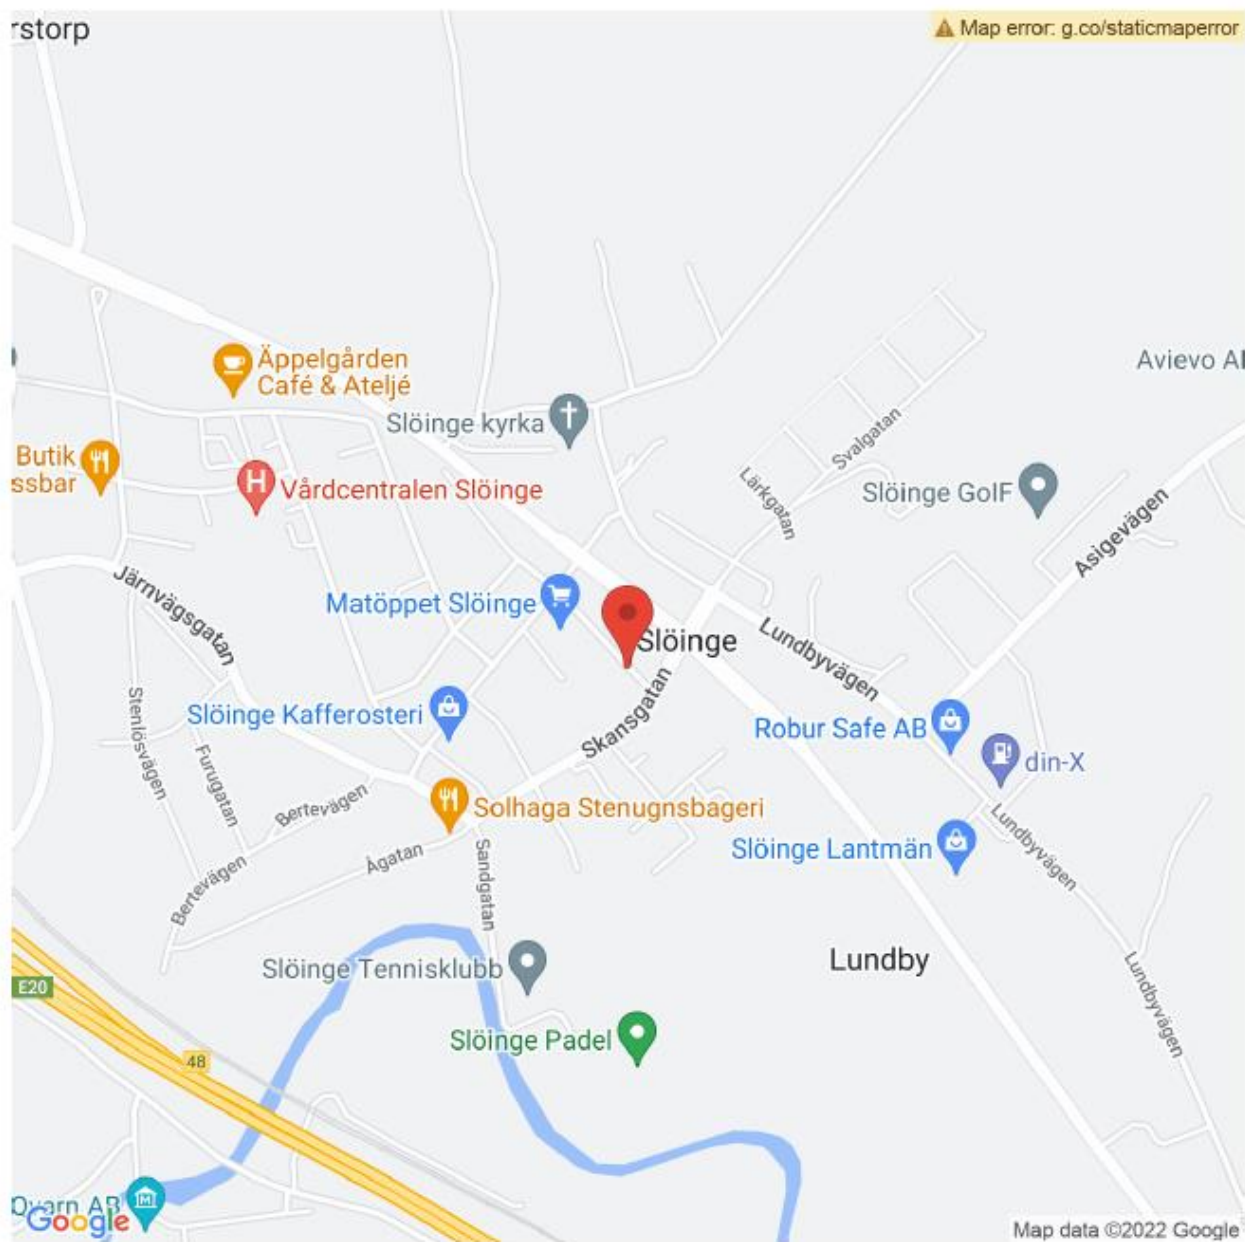 rstorp
Map error: g.co/staticmaperror
Äppelgården
Café & Ateljé
Avievo AB
Slöinge kyrka
Svalgatan
Butik
ssbar
Lärkgatan
Vårdcentralen Slöinge
Slöinge GolF
Asigevägen
Järnvägsgatan
Matöppet Slöinge
Slöinge
Lundbyvägen
Stenlösvägen
Slöinge Kafferosteri
Skansgatan
Robur Safe AB
Furugatan
din-X
Bertevägen
Solhaga Stenugnsbageri
Lundbyvägen
Slöinge Lantmän
Ågatan
Bertevägen
Sandgatan
Slöinge Tennisklubb
Lundby
Lundbyvägen
E20
Slöinge Padel
48
Qvarn AB
Google
Map data ©2022 Google